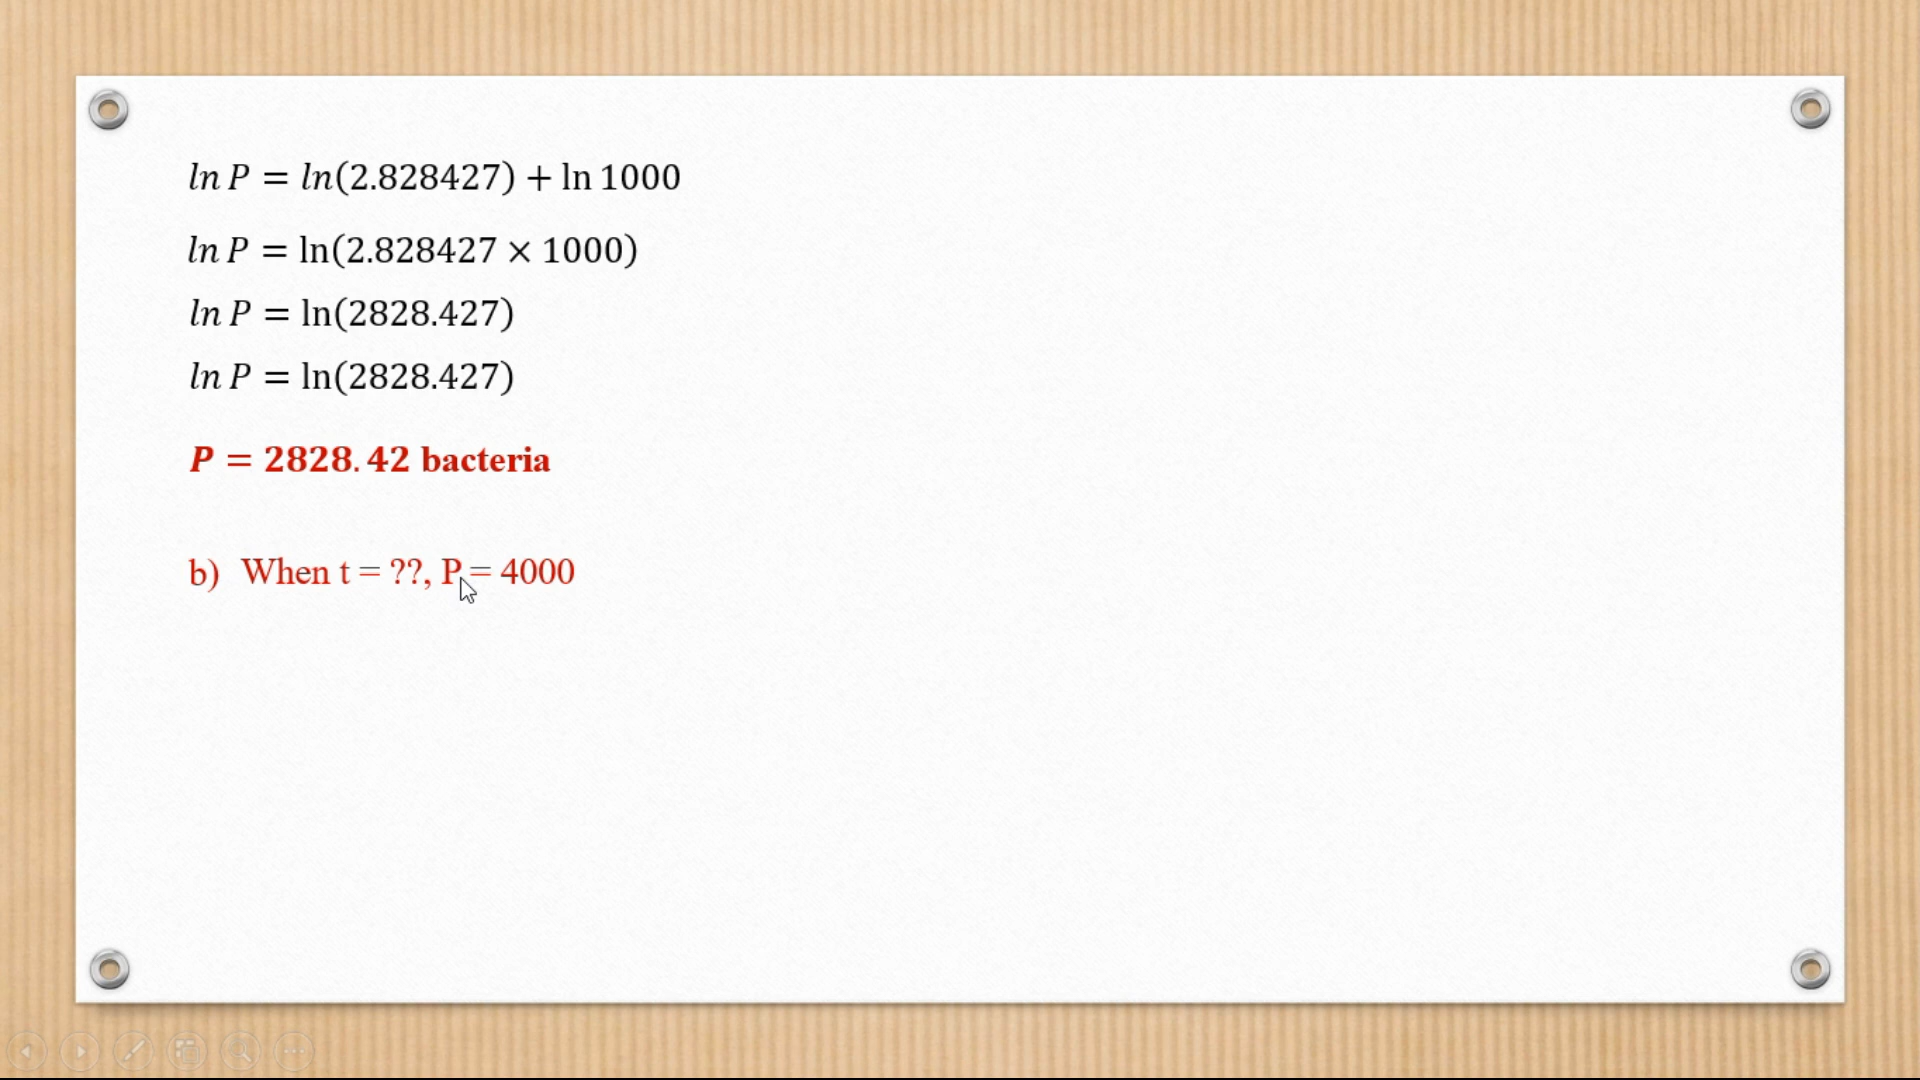 ln P = ln(2.828427) + ln 1000
ln P = ln(2.828427 × 1000)
ln P = ln(2828.427)
ln P = ln(2828.427)
P = 2828.42 bacteria
b) When t = ??, P = 4000